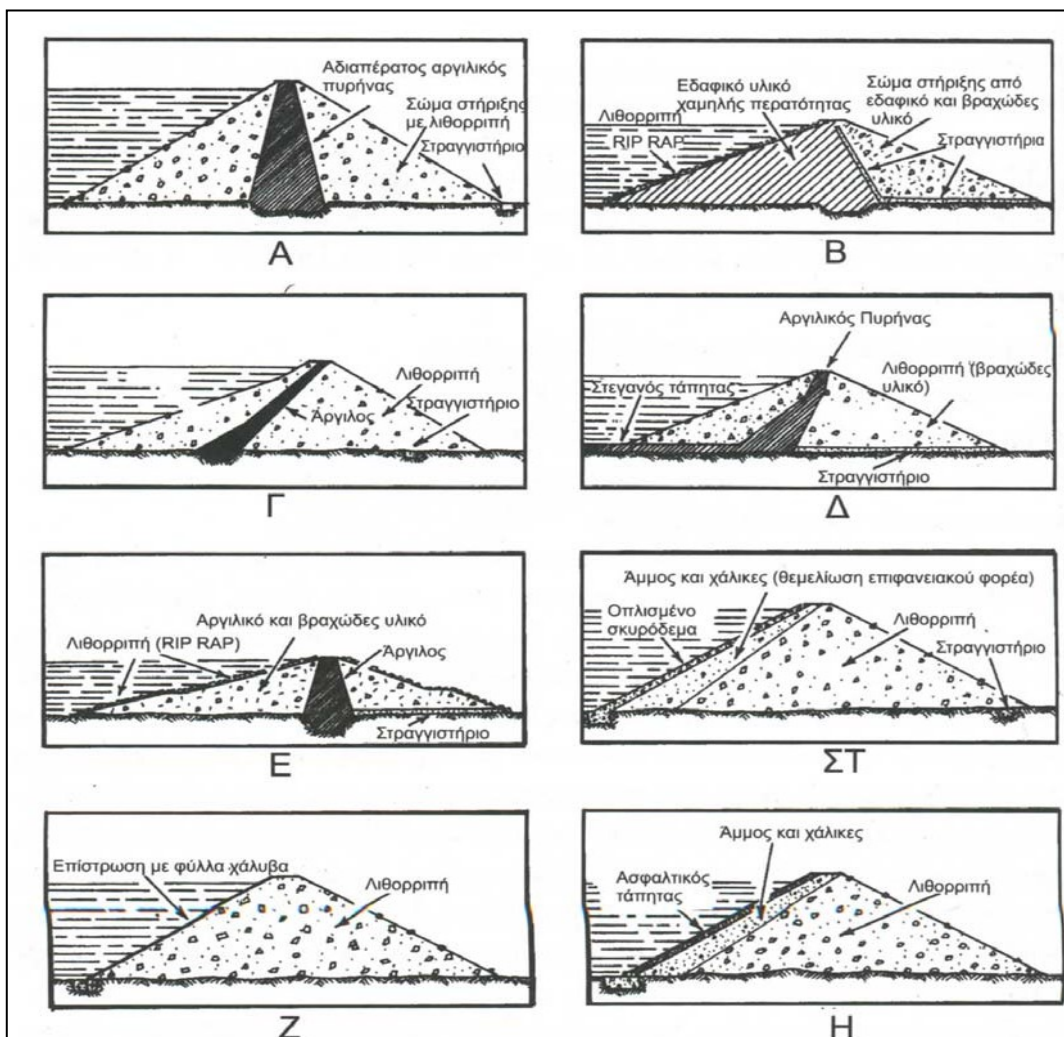 Αδιαπέρατος αργιλικός
πυρήνας
Σώμα στήριξης
με λιθορριπή
Στραγγιστήριο
Α
Λιθορριπή
RIP RAP
Εδαφικό υλικό
χαμηλής περατότητας
Σώμα στήριξης από
εδαφικό και βραχώδες
υλικό
Στραγγιστήρια
Β
Άργιλος
Λιθορριπή
Στραγγιστήριο
Γ
Αργιλικός Πυρήνας
Στεγανός τάπητας
Λιθορριπή (βραχώδες
υλικό)
Στραγγιστήριο
Δ
Λιθορριπή (RIP RAP)
Αργιλικό και βραχώδες υλικό
Άργιλος
Στραγγιστήριο
Ε
Άμμος και χάλικες (θεμελίωση επιφανειακού φορέα)
Οπλισμένο
σκυρόδεμα
Λιθορριπή
Στραγγιστήριο
ΣΤ
Επίστρωση με φύλλα χάλυβα
Λιθορριπή
Ζ
Άμμος και χάλικες
Ασφαλτικός
τάπητας
Λιθορριπή
Η